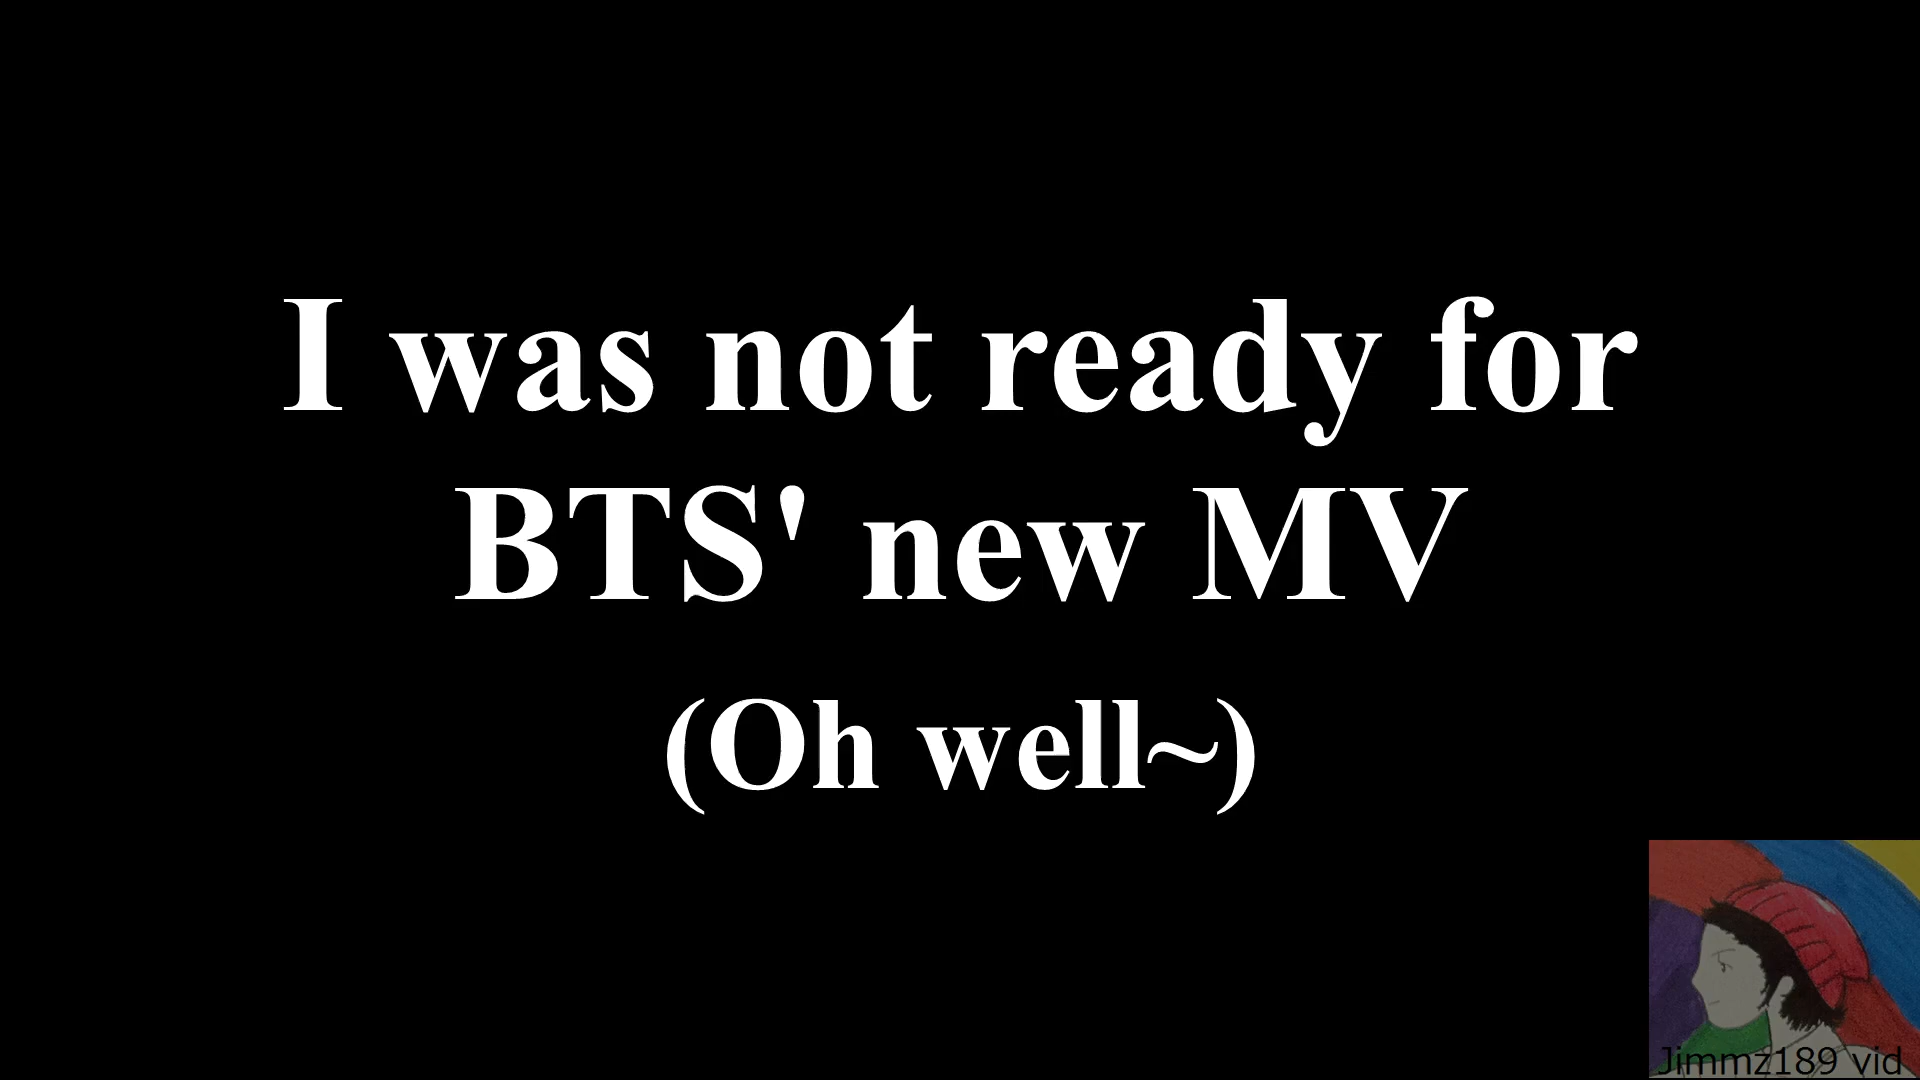 I was not ready for
BTS' new MV
(Oh well~)
Jimmz189 vid